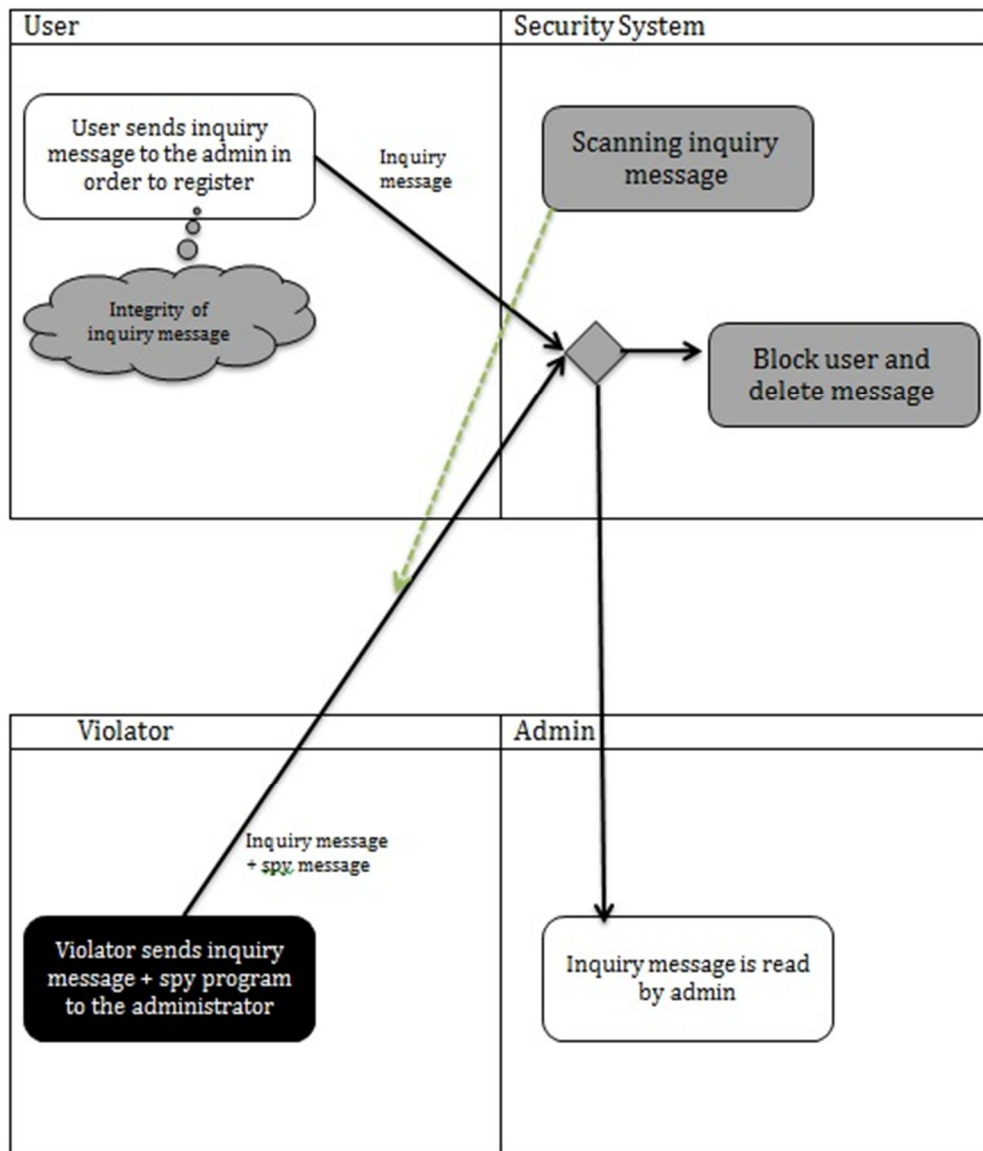 User
Security System
User sends inquiry
message to the admin in
order to register
Inquiry
message
Scanning inquiry
message
Integrity of
inquiry message
Block user and
delete message
Violator
Admin
Inquiry message
+ spy message
Violator sends inquiry
message + spy program
to the administrator
Inquiry message is read
by admin